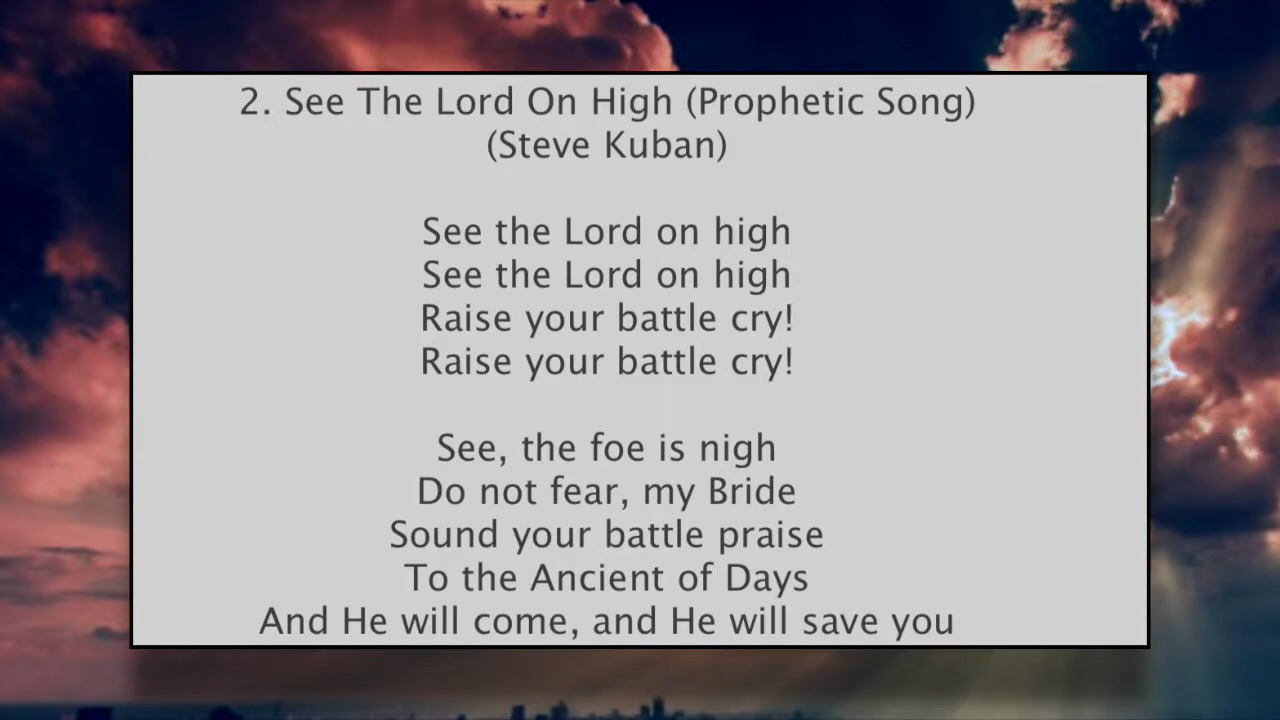 2. See The Lord On High (Prophetic Song)
(Steve Kuban)
See the Lord on high
See the Lord on high
Raise your battle cry!
Raise your battle cry!
See, the foe is nigh
Do not fear, my Bride
Sound your battle praise
To the Ancient of Days
And He will come, and He will save you